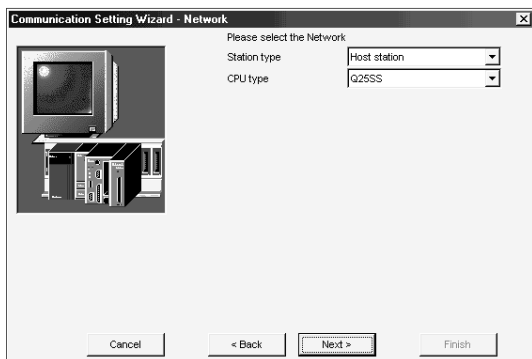 Communication Setting Wizard - Network
Please select the Network
Station type
Host station
CPU type
Q25SS
Cancel
< Back
Next >
Finish